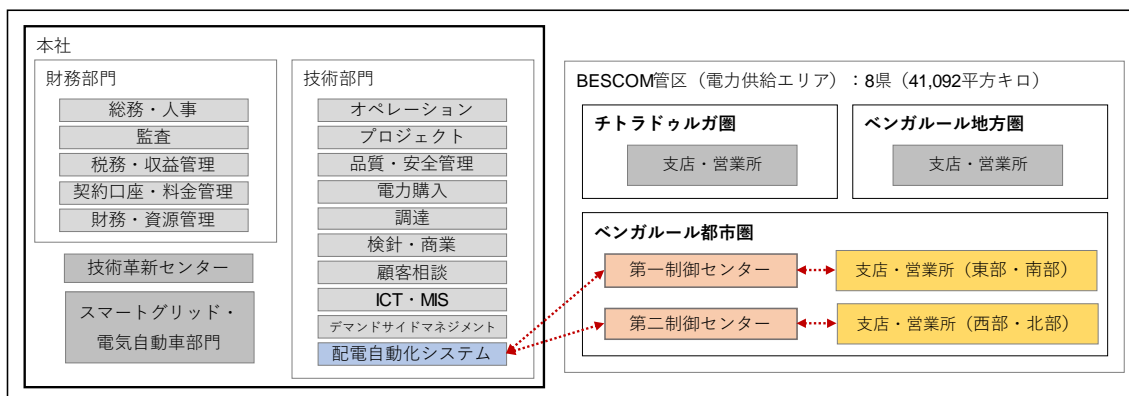 本社
財務部門
総務・人事
監査
税務・収益管理
契約口座・料金管理
財務・資源管理
技術革新センター
スマートグリッド・
電気自動車部門
技術部門
オペレーション
プロジェクト
品質・安全管理
電力購入
調達
検針・商業
顧客相談
ICT・MIS
デマンドサイドマネジメント
配電自動化システム
BESCOM管区（電力供給エリア）：8県（41,092平方キロ）
チトラドゥルガ圏
支店・営業所
ベンガルール地方圏
支店・営業所
ベンガルール都市圏
第一制御センター
支店・営業所（東部・南部）
第二制御センター
支店・営業所（西部・北部）